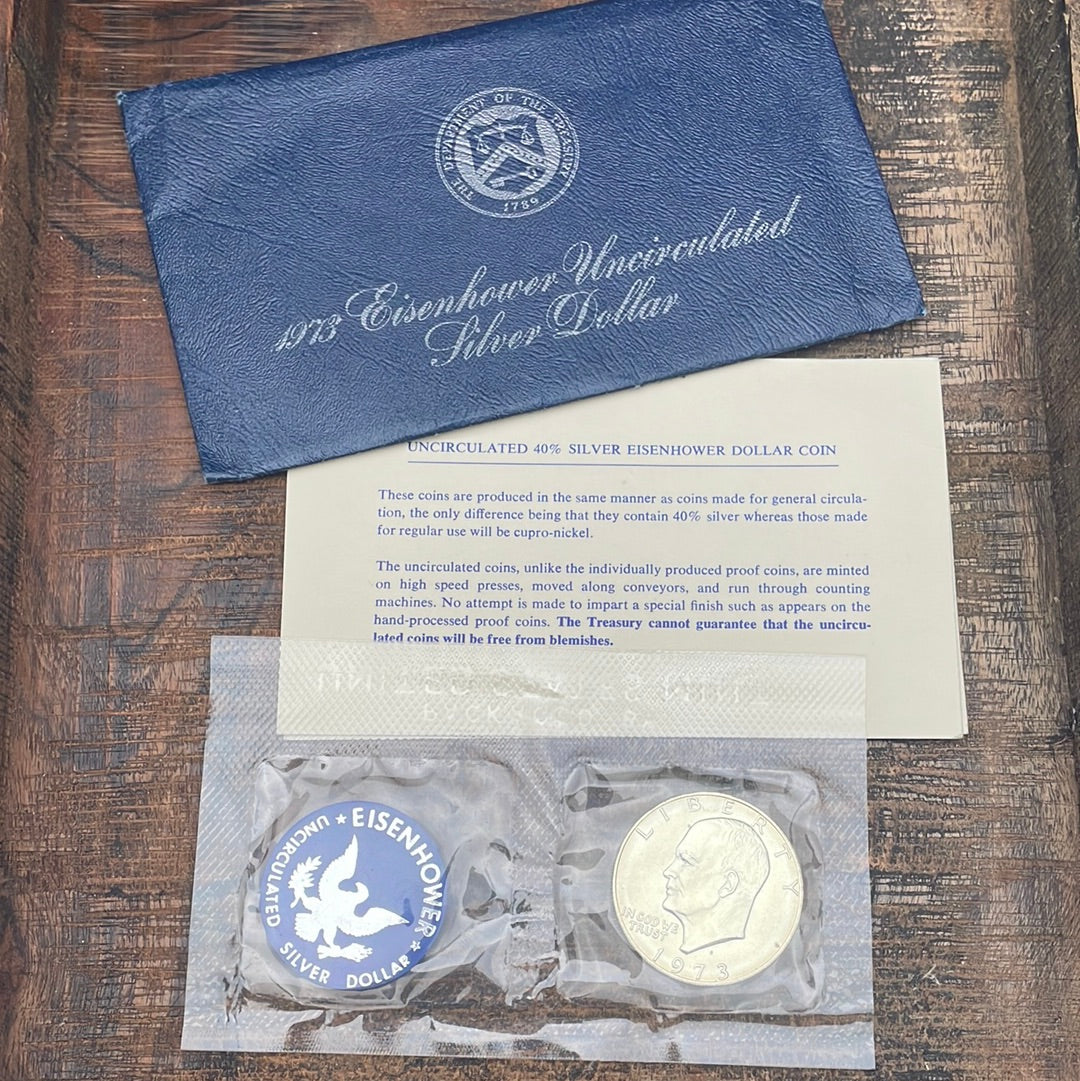 THE DEPARTMENT OF THE TREASURY
1789
1973 Eisenhower Uncirculated
Silver Dollar
UNCIRCULATED 40% SILVER EISENHOWER DOLLAR COIN
These coins are produced in the same manner as coins made for general circula-
tion, the only difference being that they contain 40% silver whereas those made
for regular use will be cupro-nickel.
The uncirculated coins, unlike the individually produced proof coins, are minted
on high speed presses, moved along conveyors, and run through counting
machines. No attempt is made to impart a special finish such as appears on the
hand-processed proof coins. The Treasury cannot guarantee that the uncircu-
lated coins will be free from blemishes.
★ EISENHOWER ★
UNCIRCULATED SILVER DOLLAR
LIBERTY
IN GOD WE
TRUST
1973